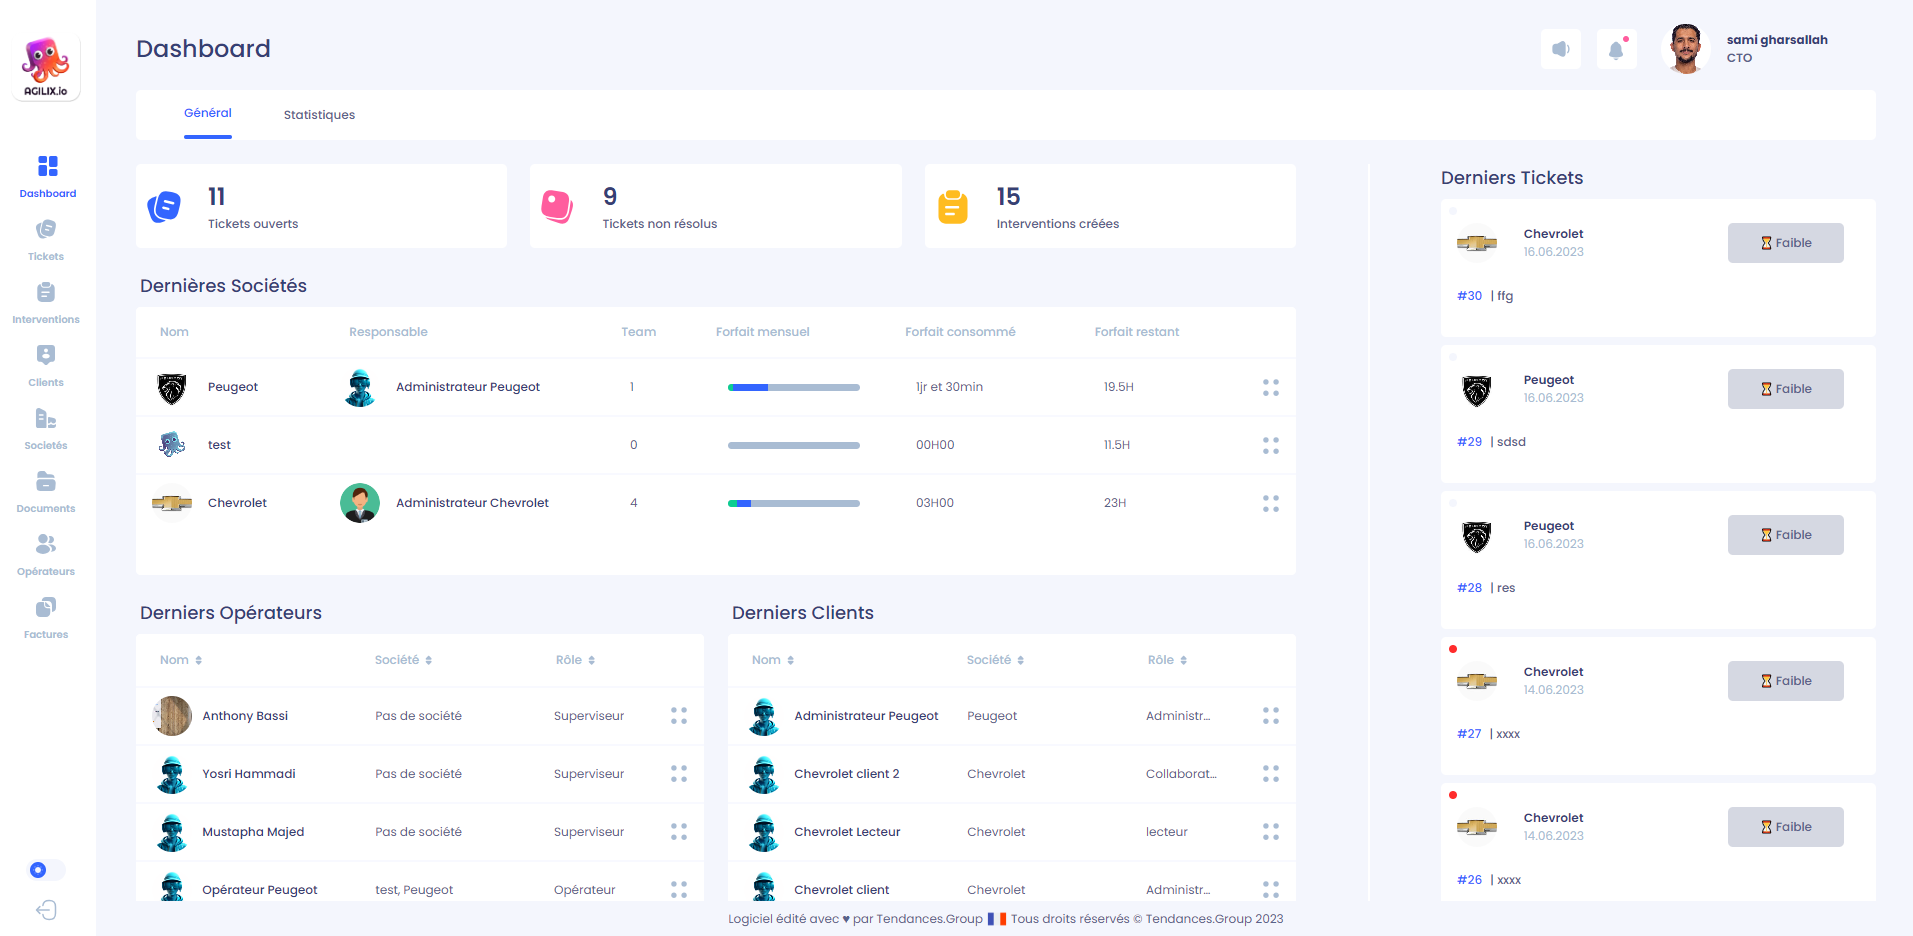 AGILIX.io
Dashboard
Tickets
Interventions
Clients
Societés
Documents
Opérateurs
Factures
Dashboard
sami gharsallah
CTO
Général
Statistiques
11
Tickets ouverts
9
Tickets non résolus
15
Interventions créées
Dernières Sociétés
Nom Responsable Team Forfait mensuel Forfait consommé Forfait restant
Peugeot Administrateur Peugeot 1 1jr et 30min 19.5H
test 0 00H00 11.5H
Chevrolet Administrateur Chevrolet 4 03H00 23H
Derniers Opérateurs
Nom Société Rôle
Anthony Bassi Pas de société Superviseur
Yosri Hammadi Pas de société Superviseur
Mustapha Majed Pas de société Superviseur
Opérateur Peugeot test, Peugeot Opérateur
Derniers Clients
Nom Société Rôle
Administrateur Peugeot Peugeot Administr...
Chevrolet client 2 Chevrolet Collaborat...
Chevrolet Lecteur Chevrolet lecteur
Chevrolet client Chevrolet Administr...
Derniers Tickets
Chevrolet
16.06.2023
⏳ Faible
#30 | ffg
Peugeot
16.06.2023
⏳ Faible
#29 | sdsd
Peugeot
16.06.2023
⏳ Faible
#28 | res
Chevrolet
14.06.2023
⏳ Faible
#27 | xxxx
Chevrolet
14.06.2023
⏳ Faible
#26 | xxxx
Logiciel édité avec ♥ par Tendances.Group 🇫🇷 Tous droits réservés © Tendances.Group 2023